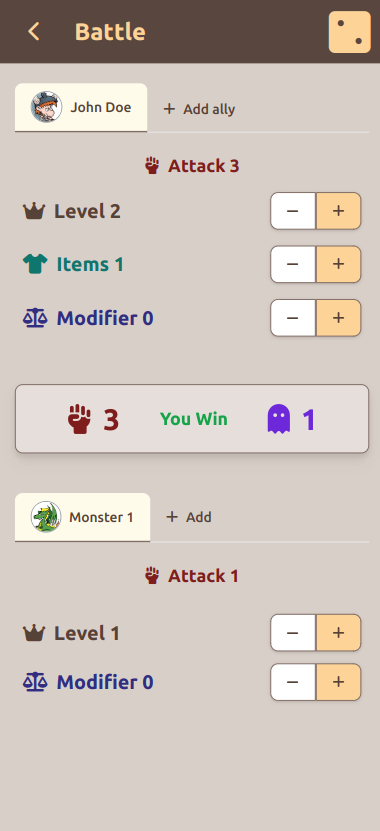 Battle
John Doe
+ Add ally
Attack 3
Level 2
− +
Items 1
− +
Modifier 0
− +
3 You Win 1
Monster 1
+ Add
Attack 1
Level 1
− +
Modifier 0
− +